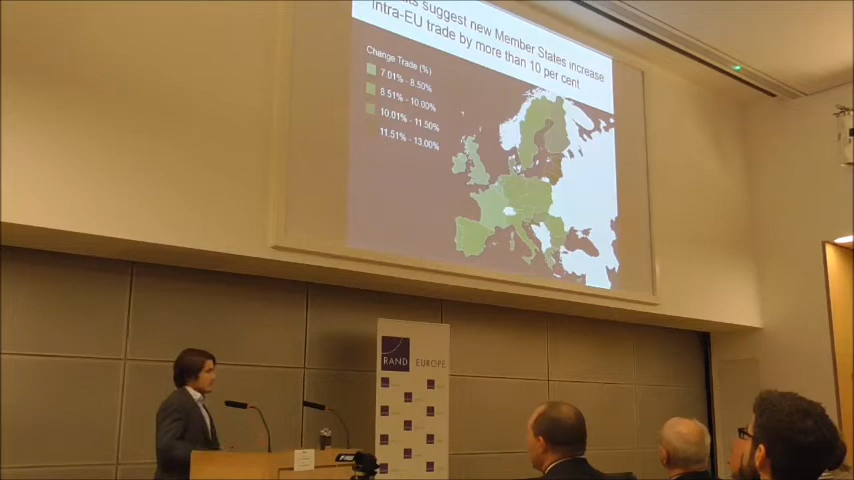 suggest new Member States increase
intra-EU trade by more than 10 per cent
Change Trade (%)
7.01% - 8.50%
8.51% - 10.00%
10.01% - 11.50%
11.51% - 13.00%
RAND EUROPE